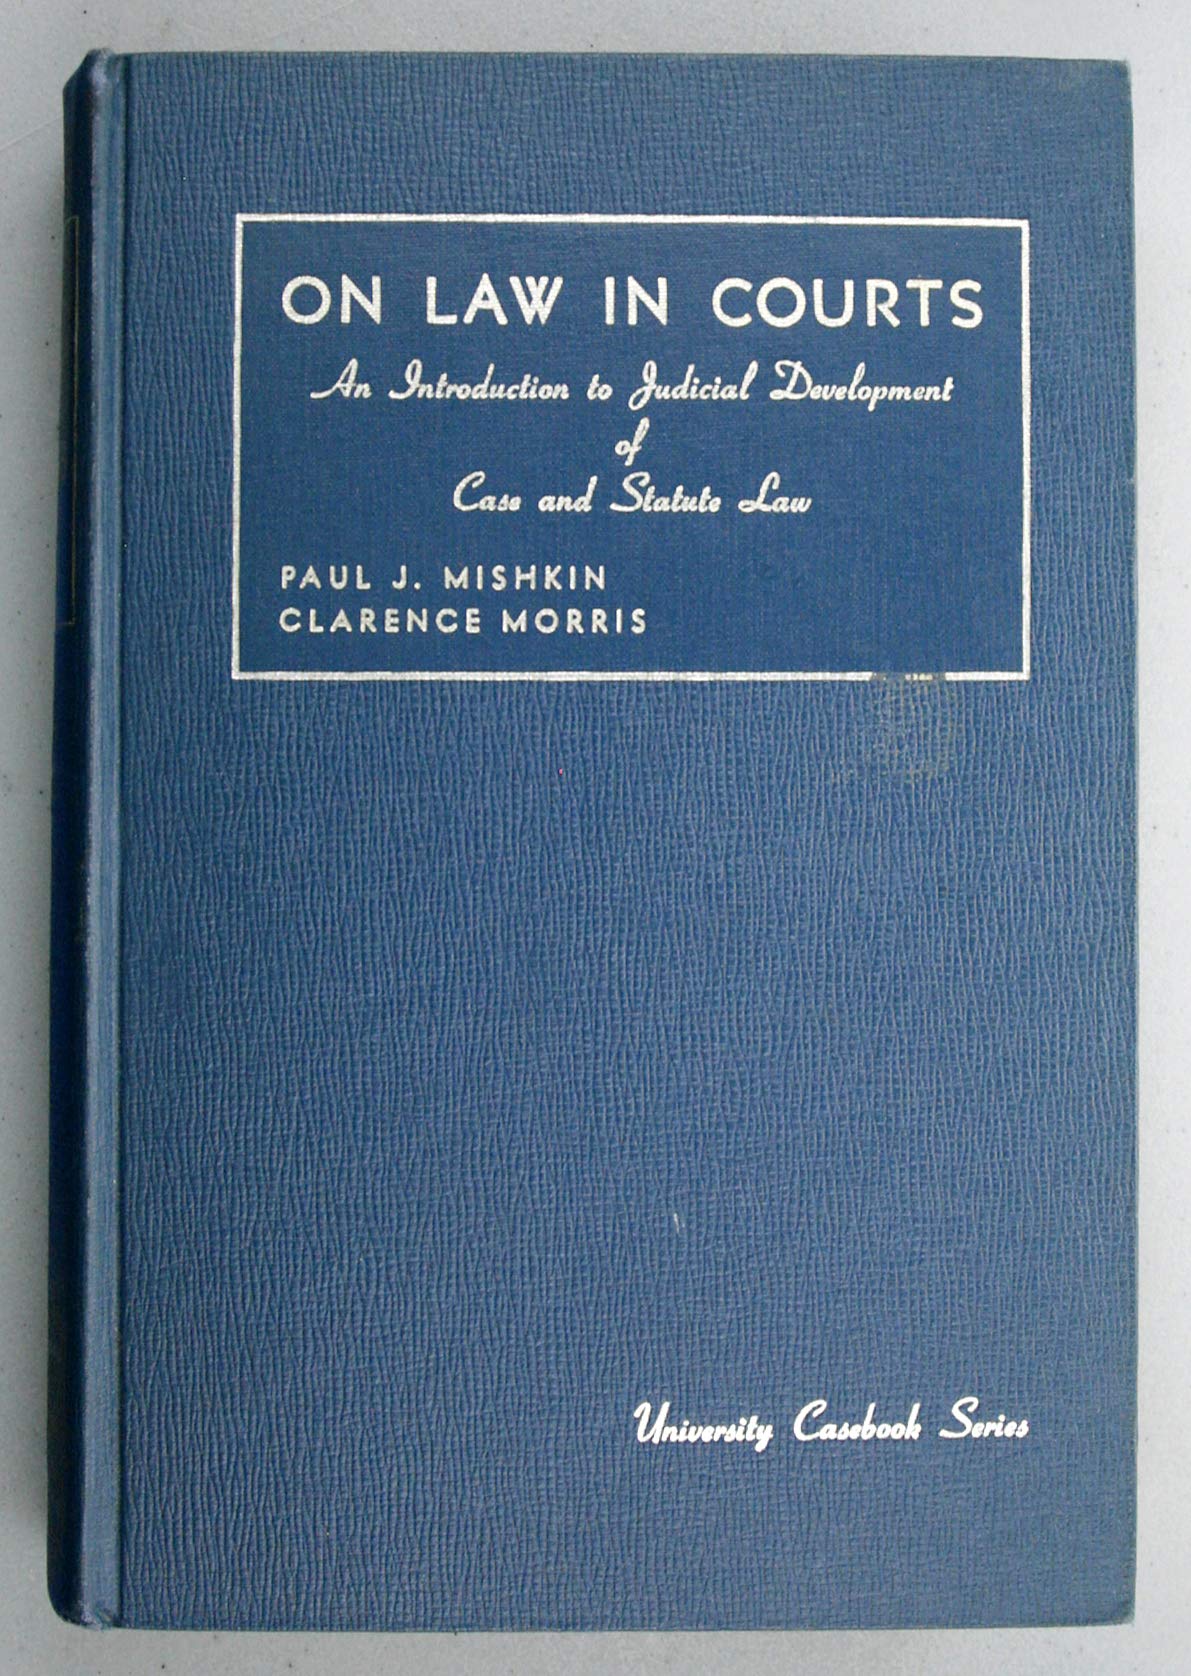 ON LAW IN COURTS
An Introduction to Judicial Development
of
Case and Statute Law
PAUL J. MISHKIN
CLARENCE MORRIS
University Casebook Series